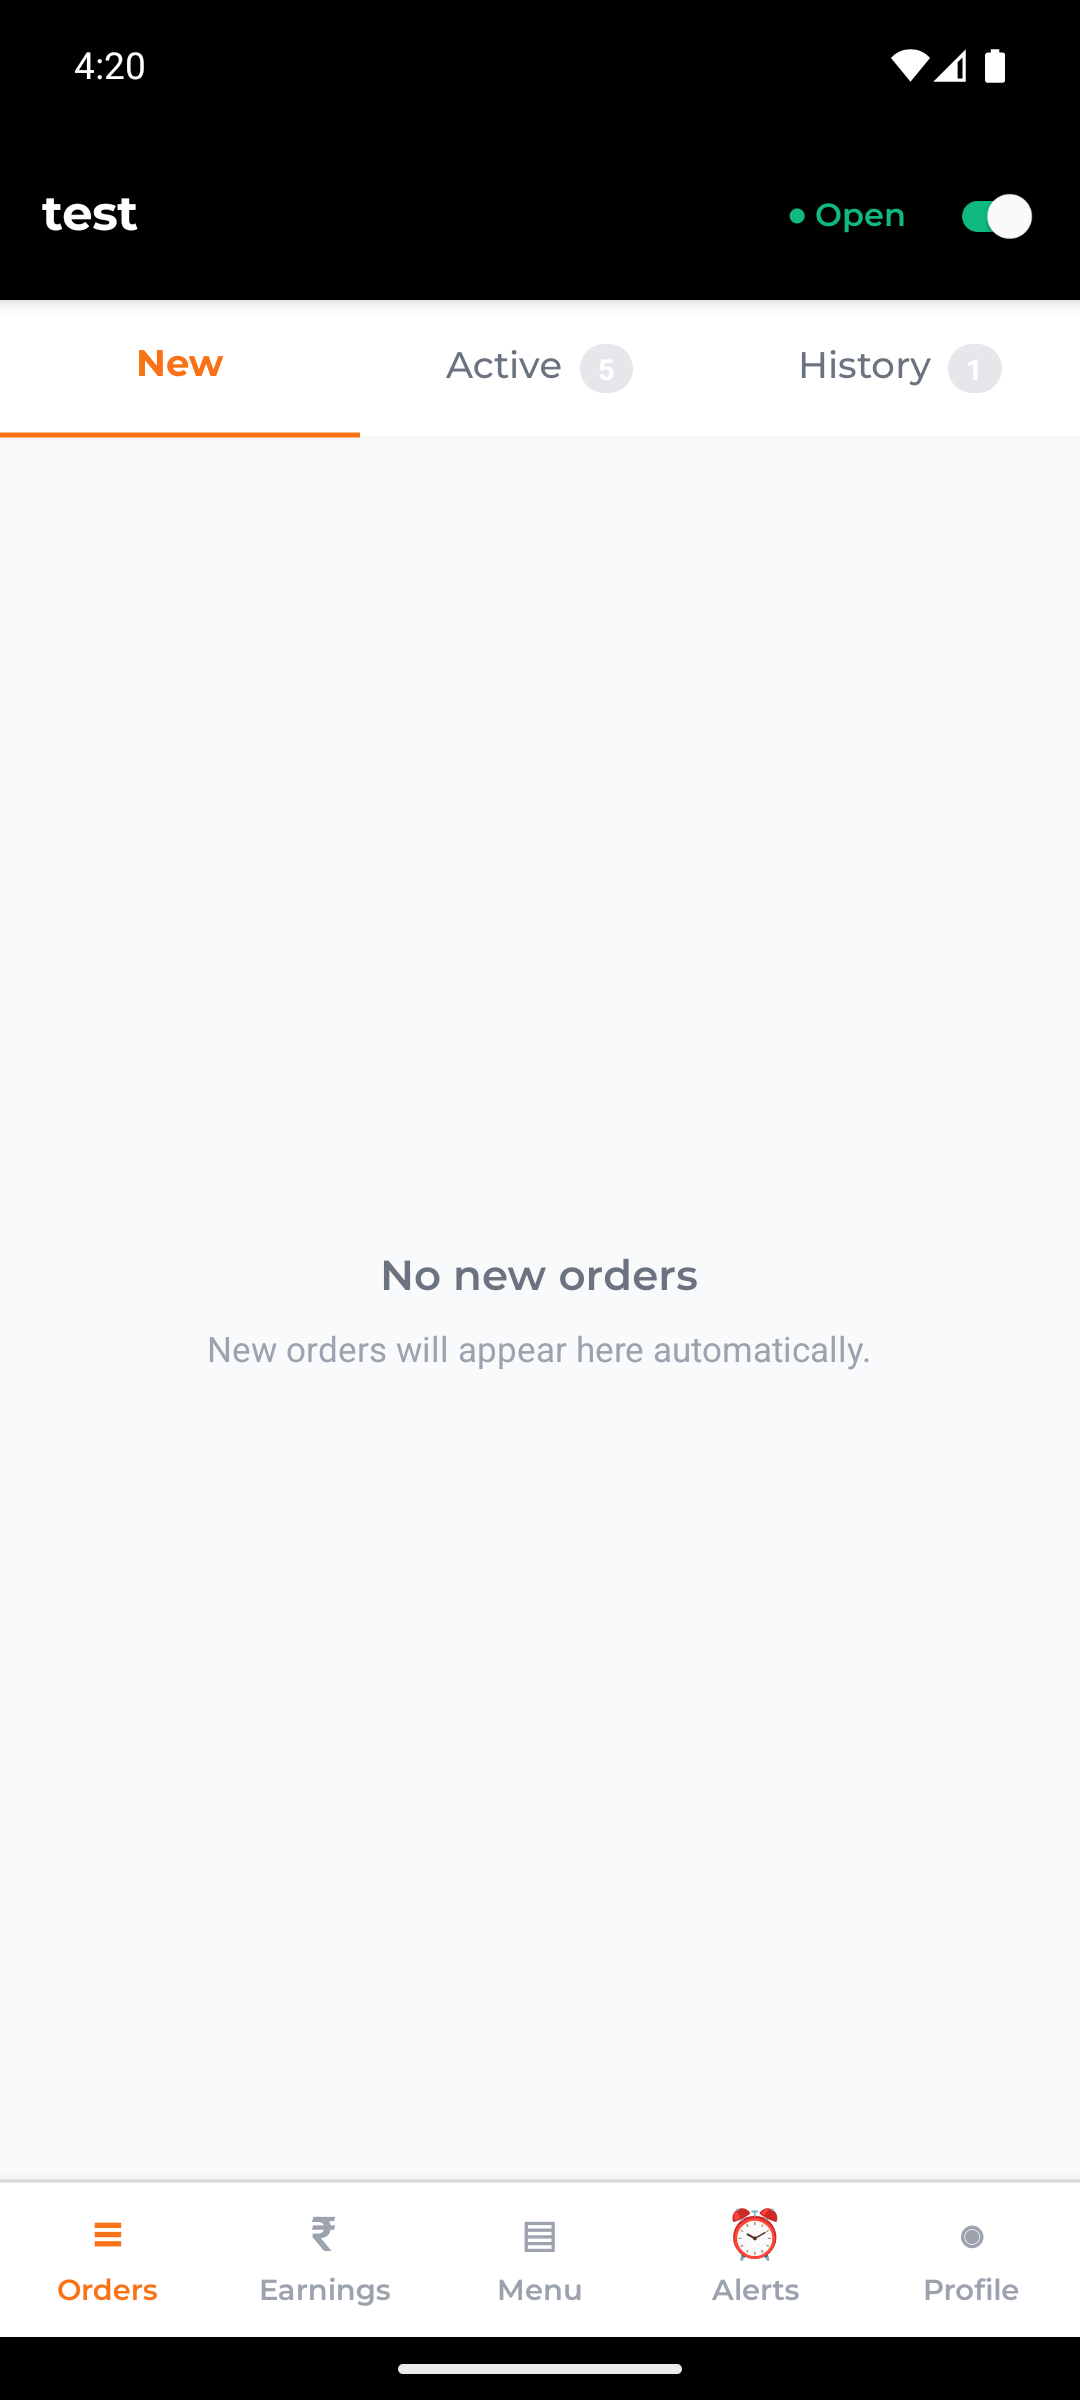 4:20
test
Open
New
Active 5
History 1
No new orders
New orders will appear here automatically.
₹
Orders
Earnings
Menu
Alerts
Profile